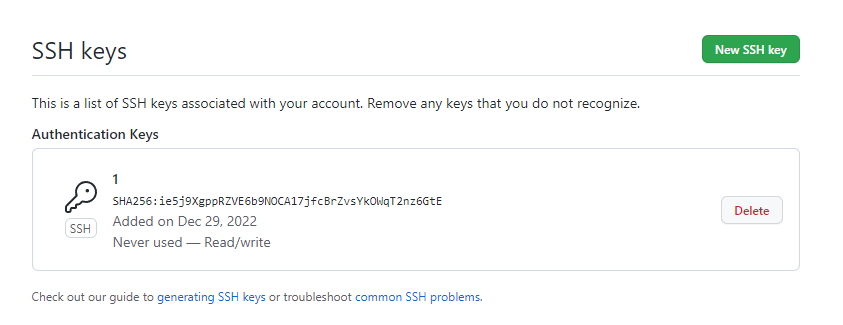 SSH keys
New SSH key
This is a list of SSH keys associated with your account. Remove any keys that you do not recognize.
Authentication Keys
1
SHA256:ie5j9XgppRZVE6b9NOCA17jfcBrZvsYkOWqT2nz6GtE
Added on Dec 29, 2022
Never used — Read/write
SSH
Delete
Check out our guide to generating SSH keys or troubleshoot common SSH problems.